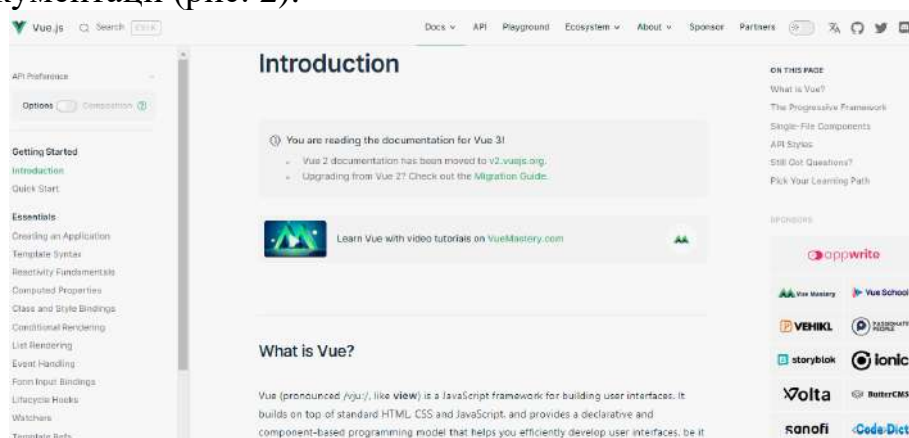 кументації (рис. 2).
Vue.js Search Ctrl K Docs API Playground Ecosystem About Sponsor Partners
API Preference
Options Composition ?
Getting Started
Introduction
Quick Start
Essentials
Creating an Application
Template Syntax
Reactivity Fundamentals
Computed Properties
Class and Style Bindings
Conditional Rendering
List Rendering
Event Handling
Form Input Bindings
Lifecycle Hooks
Watchers
Template Refs
Introduction
You are reading the documentation for Vue 3!
Vue 2 documentation has been moved to v2.vuejs.org.
Upgrading from Vue 2? Check out the Migration Guide.
Learn Vue with video tutorials on VueMastery.com
What is Vue?
Vue (pronounced /vjuː/, like view) is a JavaScript framework for building user interfaces. It
builds on top of standard HTML, CSS and JavaScript, and provides a declarative and
component-based programming model that helps you efficiently develop user interfaces, be it
ON THIS PAGE
What is Vue?
The Progressive Framework
Single-File Components
API Styles
Still Got Questions?
Pick Your Learning Path
SPONSORS
appwrite
Vue Mastery Vue School
VEHIKL PASSIONATE PEOPLE
storyblok ionic
Volta ButterCMS
sanofi Code-Dict